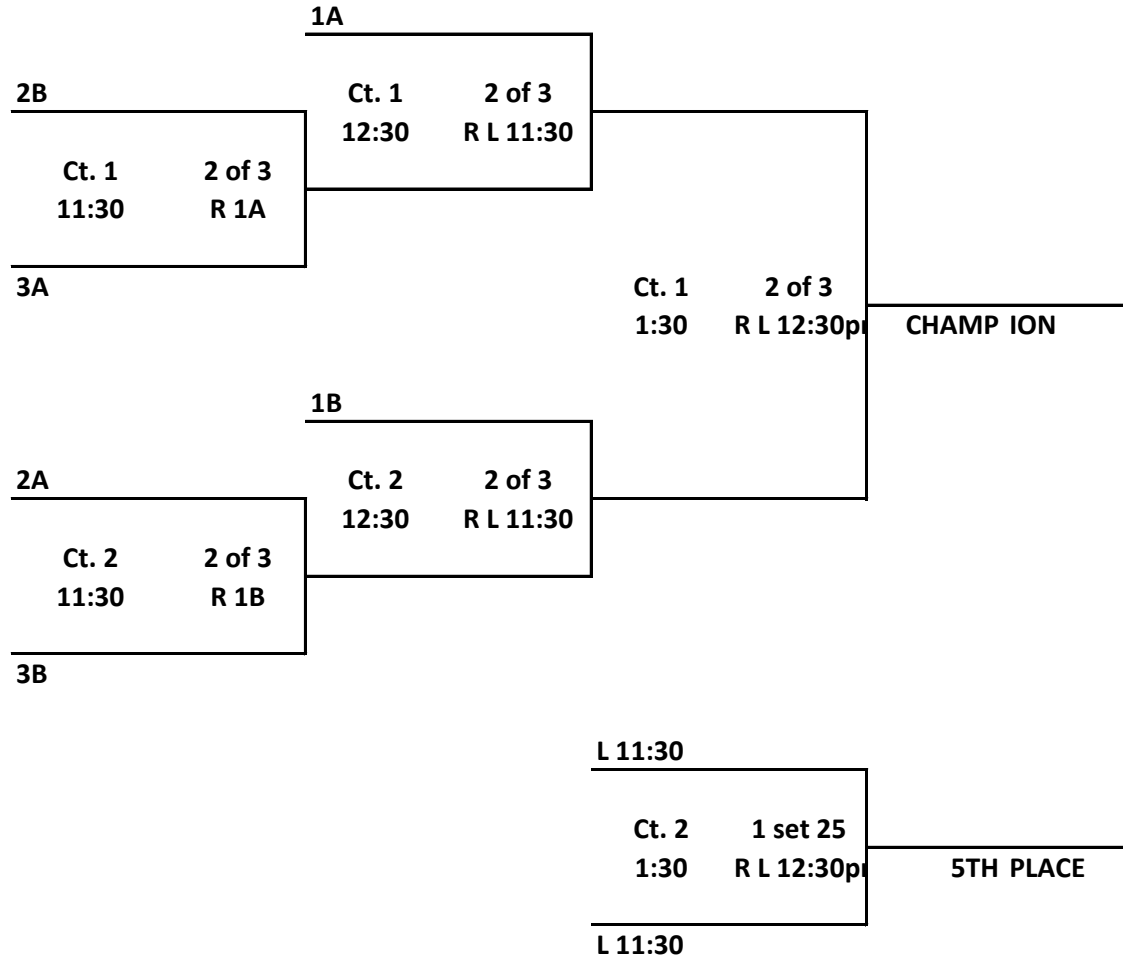 1A
2B
Ct. 1 2 of 3
12:30 R L 11:30
Ct. 1 2 of 3
11:30 R 1A
3A
Ct. 1 2 of 3
1:30 R L 12:30p
CHAMP ION
1B
2A
Ct. 2 2 of 3
12:30 R L 11:30
Ct. 2 2 of 3
11:30 R 1B
3B
L 11:30
Ct. 2 1 set 25
1:30 R L 12:30p
5TH PLACE
L 11:30